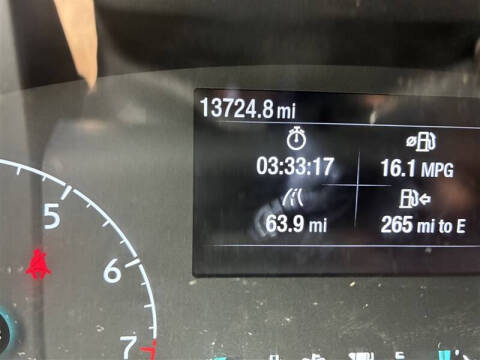 13724.8 mi
03:33:17 16.1 MPG
63.9 mi 265 mi to E
5
6
7